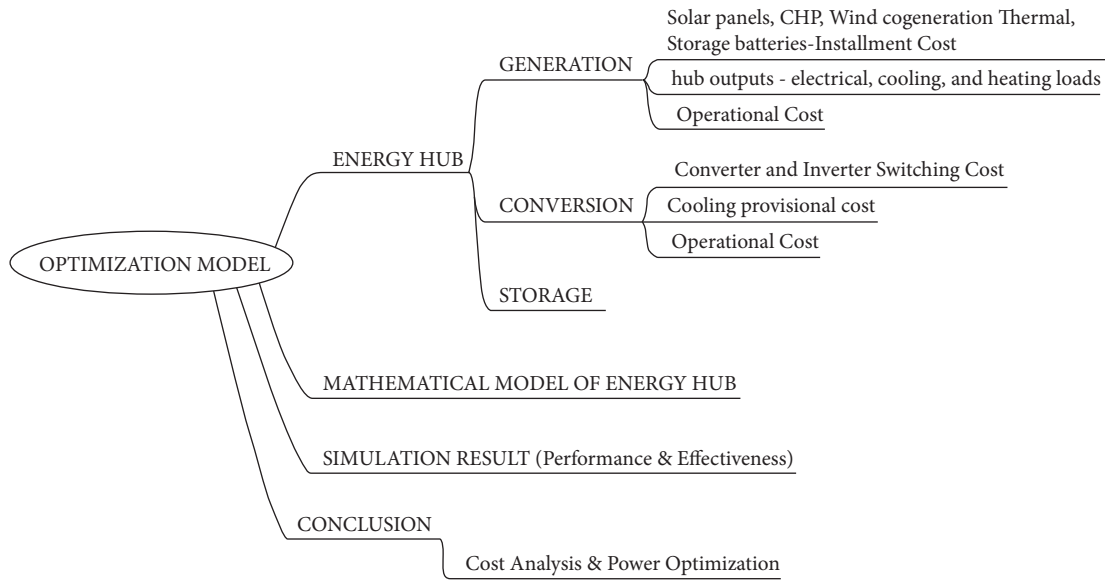 Solar panels, CHP, Wind cogeneration Thermal,
Storage batteries-Installment Cost
GENERATION
hub outputs - electrical, cooling, and heating loads
Operational Cost
ENERGY HUB
Converter and Inverter Switching Cost
CONVERSION
Cooling provisional cost
Operational Cost
OPTIMIZATION MODEL
STORAGE
MATHEMATICAL MODEL OF ENERGY HUB
SIMULATION RESULT (Performance & Effectiveness)
CONCLUSION
Cost Analysis & Power Optimization